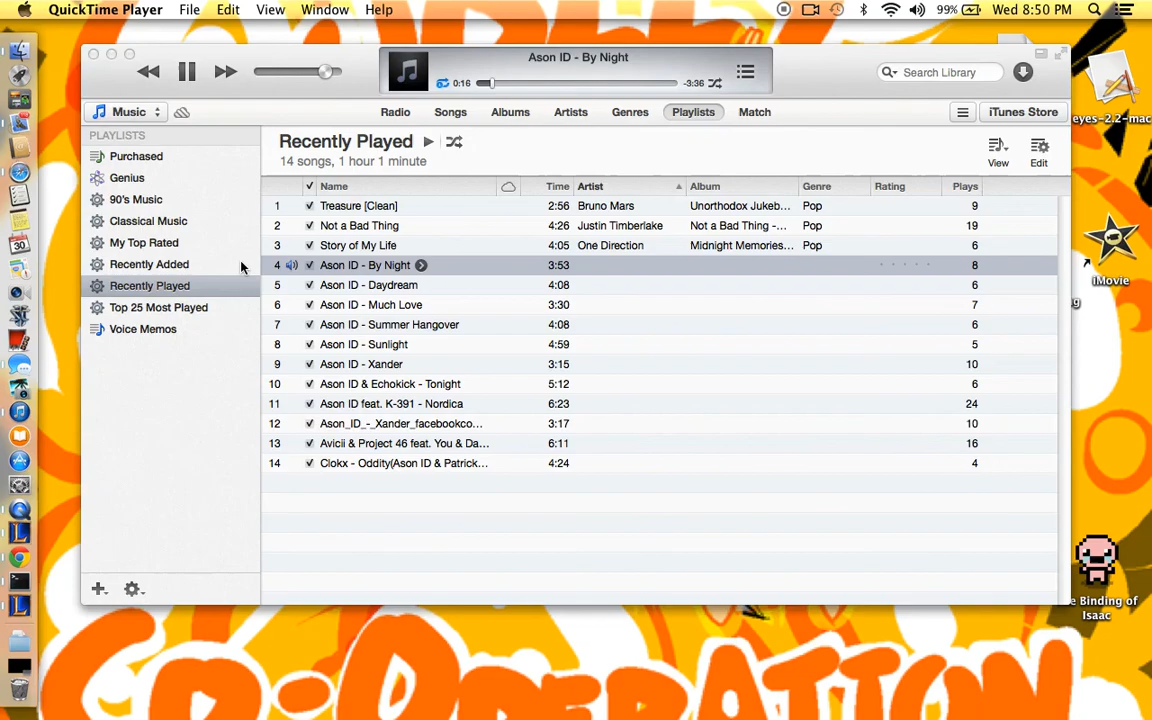 QuickTime Player File Edit View Window Help 99% Wed 8:50 PM
Ason ID - By Night
0:16 -3:36
Search Library
Music Radio Songs Albums Artists Genres Playlists Match iTunes Store
PLAYLISTS
Purchased
Genius
90's Music
Classical Music
My Top Rated
Recently Added
Recently Played
Top 25 Most Played
Voice Memos
Recently Played
14 songs, 1 hour 1 minute
View Edit
Name Time Artist Album Genre Rating Plays
1 Treasure [Clean] 2:56 Bruno Mars Unorthodox Jukeb... Pop 9
2 Not a Bad Thing 4:26 Justin Timberlake Not a Bad Thing -... Pop 19
3 Story of My Life 4:05 One Direction Midnight Memories... Pop 6
4 Ason ID - By Night 3:53 8
5 Ason ID - Daydream 4:08 6
6 Ason ID - Much Love 3:30 7
7 Ason ID - Summer Hangover 4:08 6
8 Ason ID - Sunlight 4:59 5
9 Ason ID - Xander 3:15 10
10 Ason ID & Echokick - Tonight 5:12 6
11 Ason ID feat. K-391 - Nordica 6:23 24
12 Ason_ID_-_Xander_facebookco... 3:17 10
13 Avicii & Project 46 feat. You & Da... 6:11 16
14 Clokx - Oddity(Ason ID & Patrick... 4:24 4
eyes-2.2-mac
iMovie
e Binding of
Isaac
CO-OPERATION